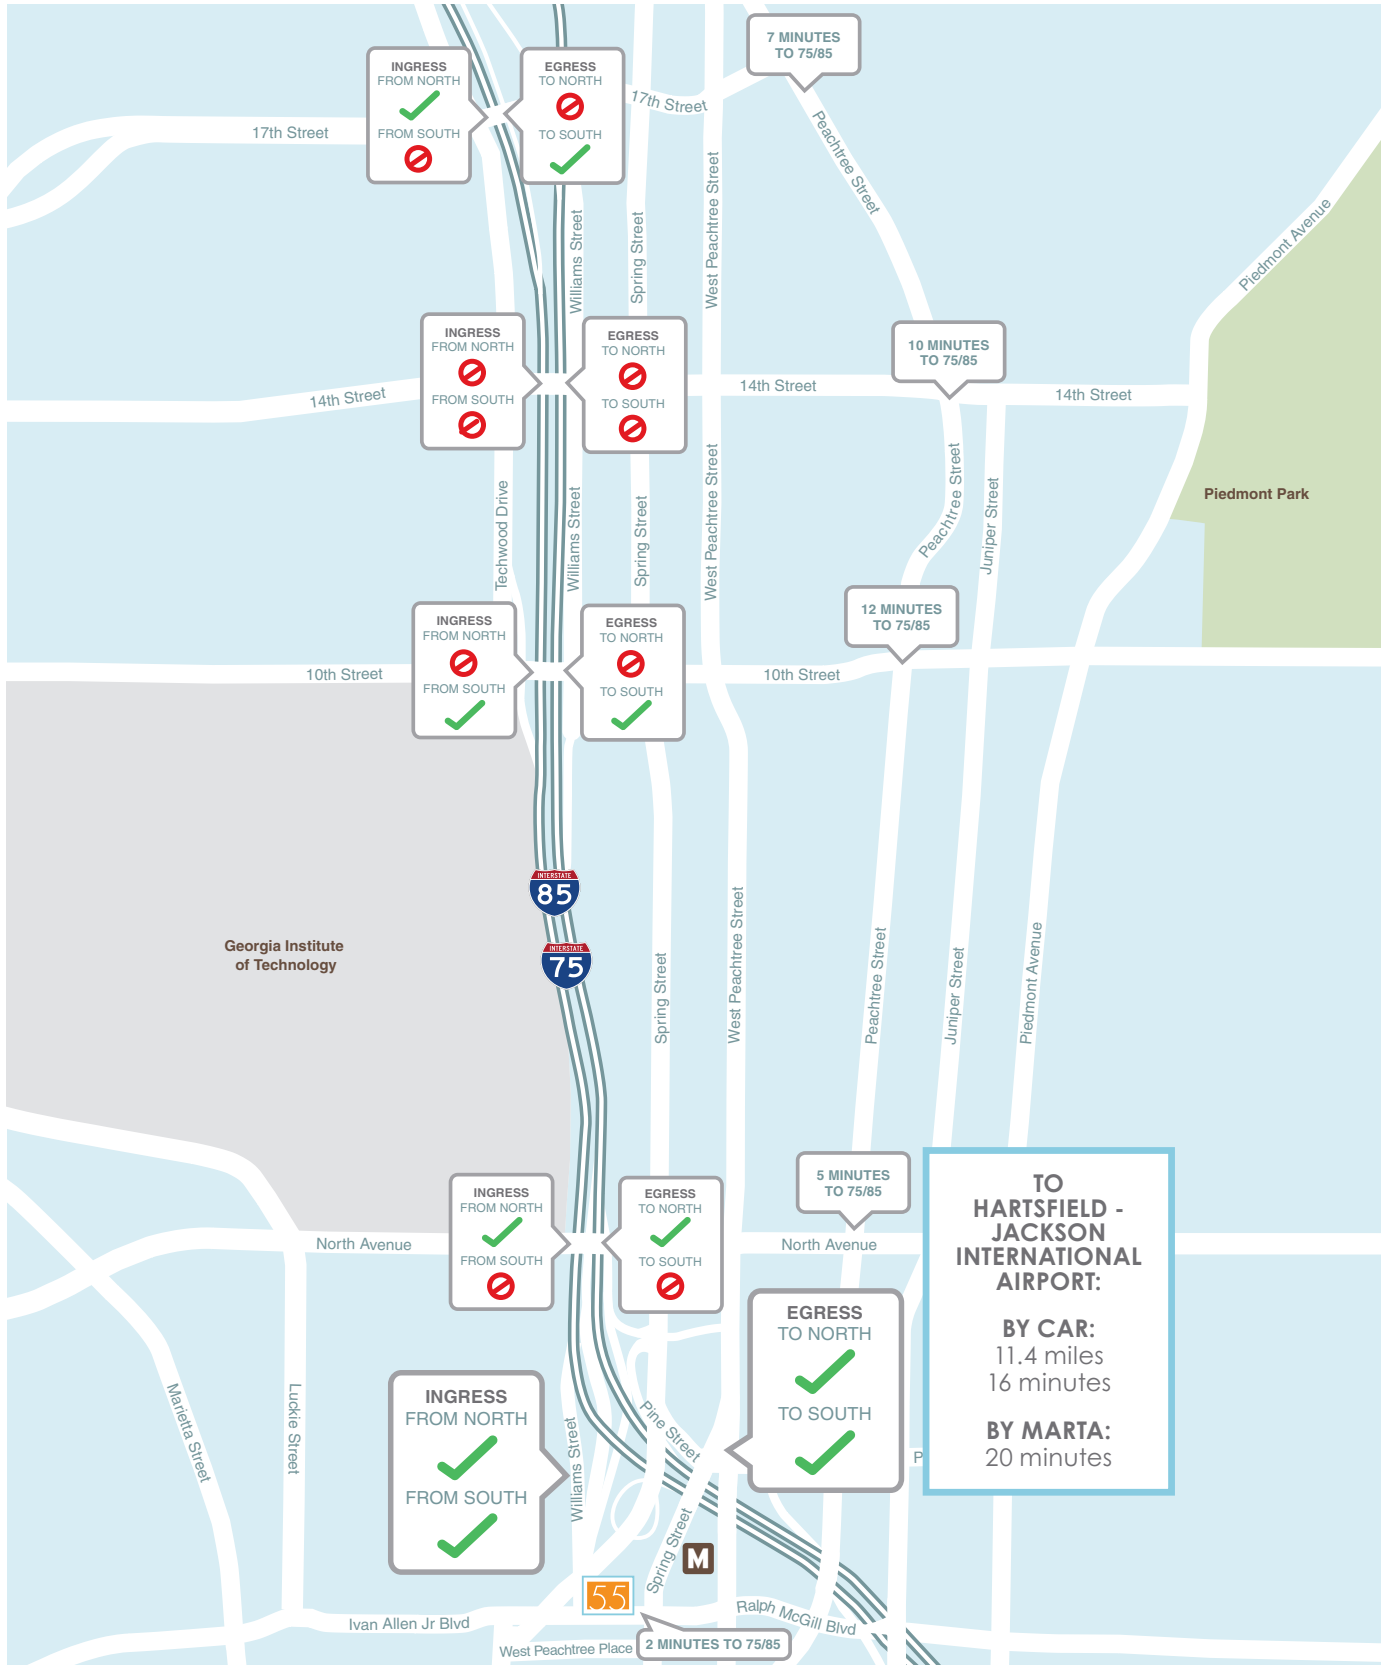 7 MINUTES
TO 75/85
INGRESS
FROM NORTH
FROM SOUTH
EGRESS
TO NORTH
TO SOUTH
17th Street
17th Street
Peachtree Street
West Peachtree Street
Williams Street
Spring Street
Piedmont Avenue
INGRESS
FROM NORTH
FROM SOUTH
EGRESS
TO NORTH
TO SOUTH
10 MINUTES
TO 75/85
14th Street
14th Street
14th Street
Techwood Drive
Williams Street
Spring Street
West Peachtree Street
Peachtree Street
Juniper Street
Piedmont Park
12 MINUTES
TO 75/85
INGRESS
FROM NORTH
FROM SOUTH
EGRESS
TO NORTH
TO SOUTH
10th Street
10th Street
INTERSTATE
85
INTERSTATE
75
Georgia Institute
of Technology
Spring Street
West Peachtree Street
Peachtree Street
Juniper Street
Piedmont Avenue
5 MINUTES
TO 75/85
INGRESS
FROM NORTH
FROM SOUTH
EGRESS
TO NORTH
TO SOUTH
North Avenue
North Avenue
TO
HARTSFIELD -
JACKSON
INTERNATIONAL
AIRPORT:
BY CAR:
11.4 miles
16 minutes
BY MARTA:
20 minutes
EGRESS
TO NORTH
TO SOUTH
INGRESS
FROM NORTH
FROM SOUTH
Marietta Street
Luckie Street
Williams Street
Pine Street
P
Spring Street
M
55
Ivan Allen Jr Blvd
Ralph McGill Blvd
West Peachtree Place
2 MINUTES TO 75/85